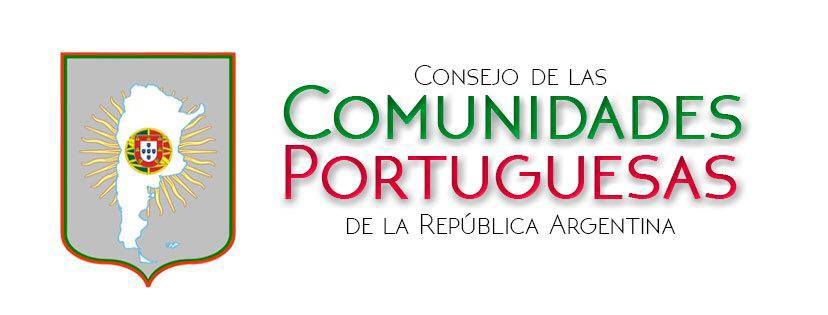 Consejo de las
Comunidades
Portuguesas
de la República Argentina